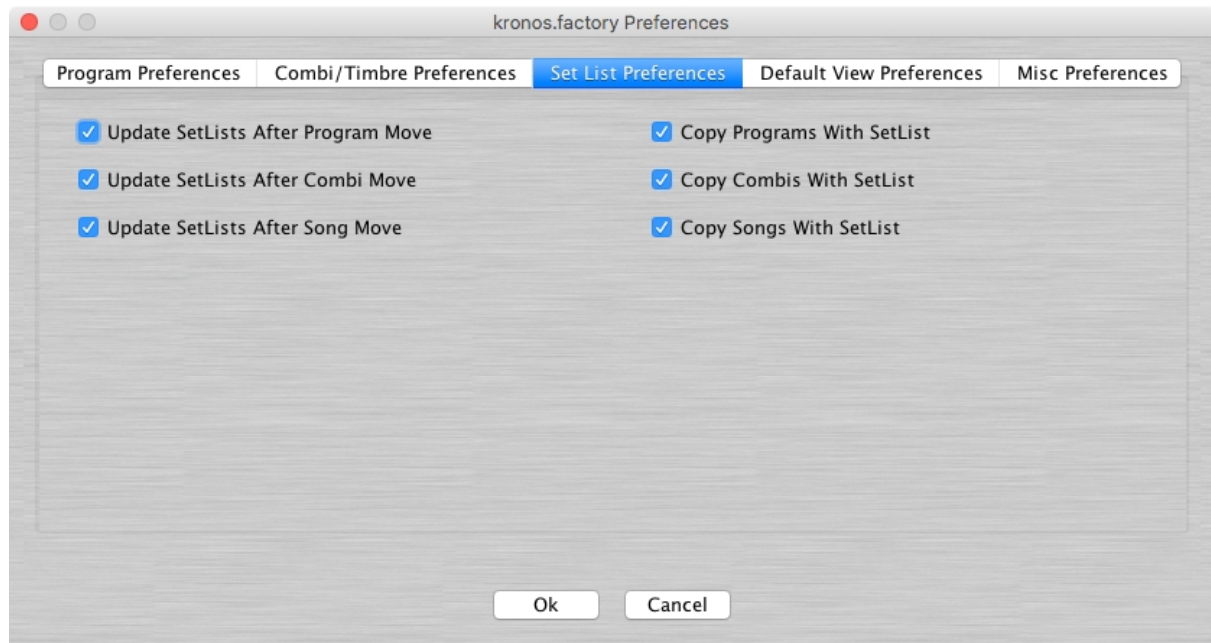 kronos.factory Preferences
Program Preferences Combi/Timbre Preferences Set List Preferences Default View Preferences Misc Preferences
Update SetLists After Program Move Copy Programs With SetList
Update SetLists After Combi Move Copy Combis With SetList
Update SetLists After Song Move Copy Songs With SetList
Ok Cancel